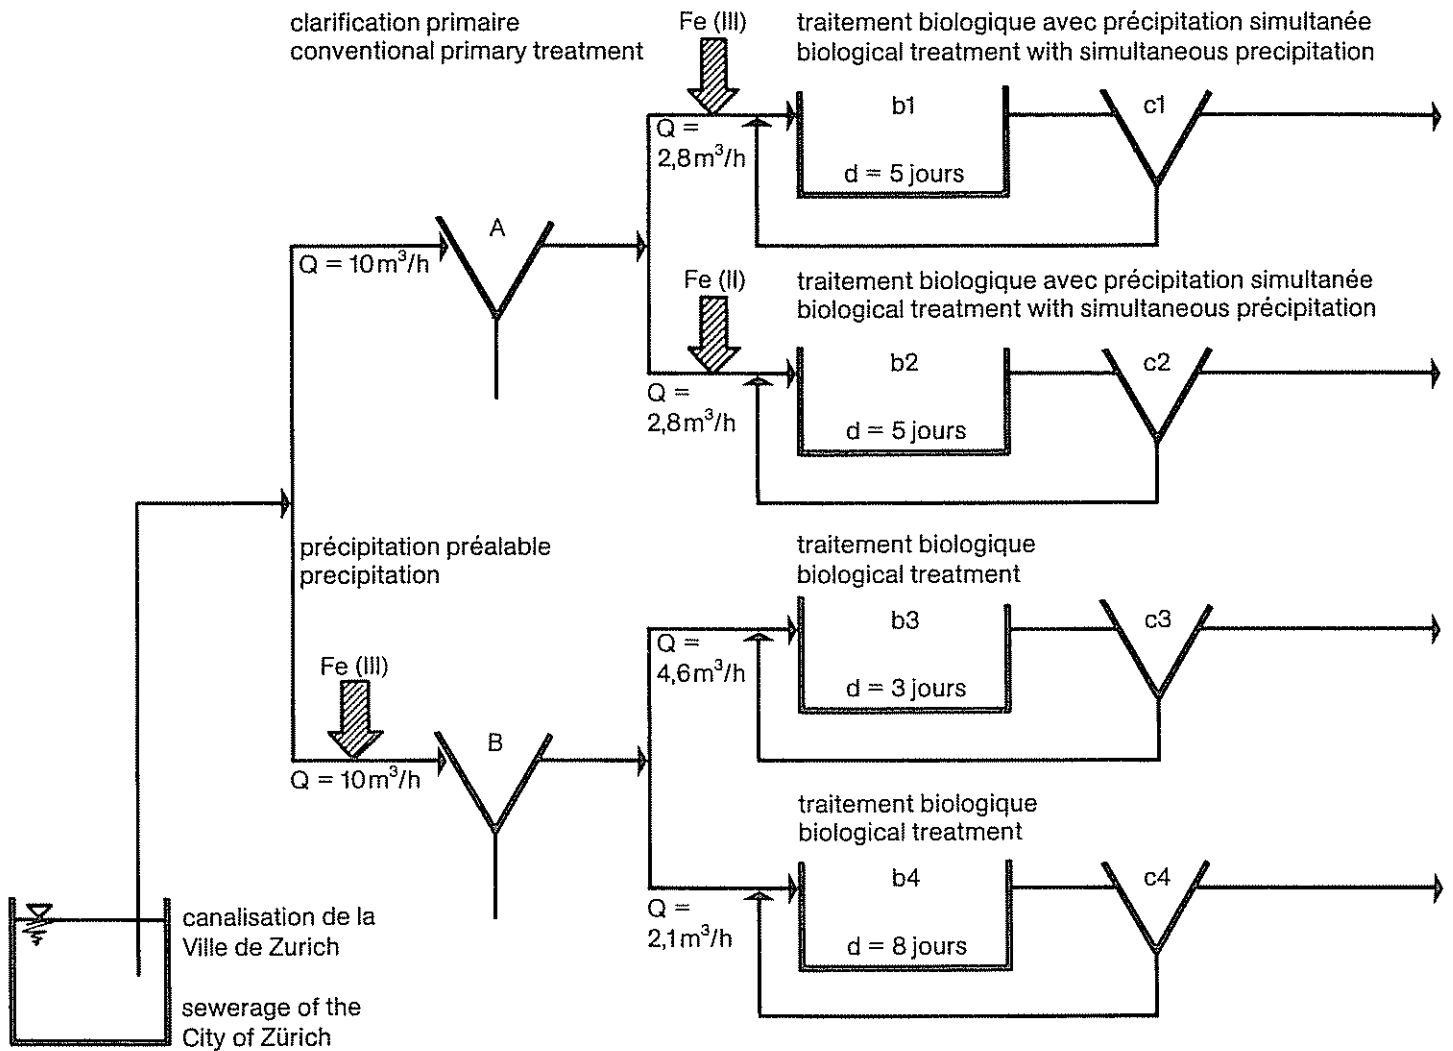 clarification primaire
conventional primary treatment
Fe (III)
traitement biologique avec précipitation simultanée
biological treatment with simultaneous precipitation
Q =
2,8 m³/h
b1
d = 5 jours
c1
A
Q = 10 m³/h
Fe (II)
traitement biologique avec précipitation simultanée
biological treatment with simultaneous précipitation
Q =
2,8 m³/h
b2
d = 5 jours
c2
précipitation préalable
precipitation
Fe (III)
Q = 10 m³/h
B
traitement biologique
biological treatment
Q =
4,6 m³/h
b3
d = 3 jours
c3
traitement biologique
biological treatment
Q =
2,1 m³/h
b4
d = 8 jours
c4
canalisation de la
Ville de Zurich
sewerage of the
City of Zürich